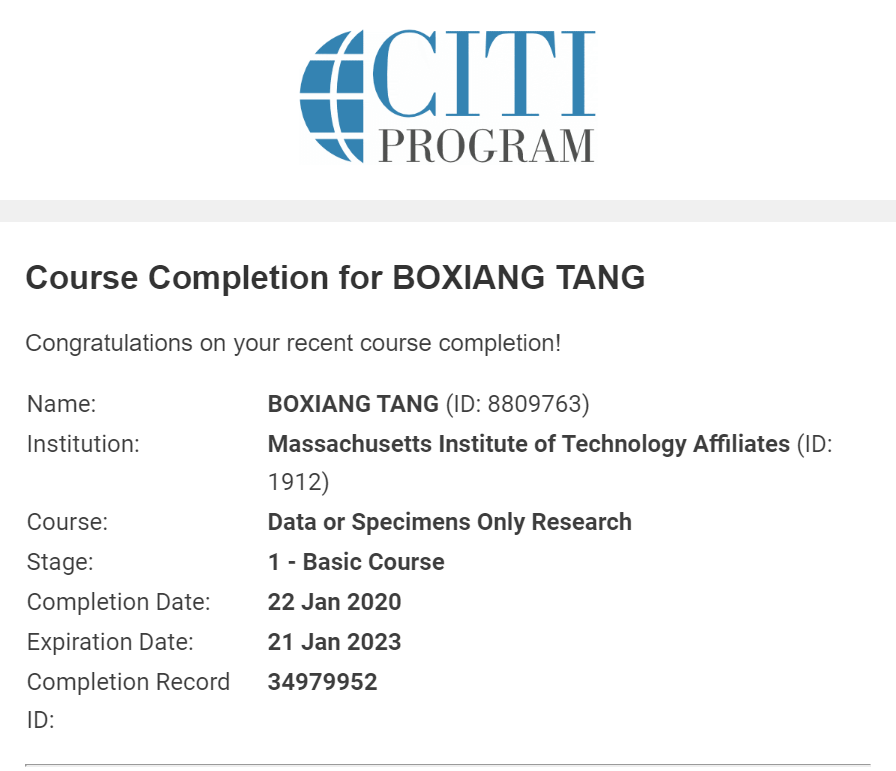 CITI
PROGRAM
Course Completion for BOXIANG TANG
Congratulations on your recent course completion!
Name: BOXIANG TANG (ID: 8809763)
Institution: Massachusetts Institute of Technology Affiliates (ID:
1912)
Course: Data or Specimens Only Research
Stage: 1 - Basic Course
Completion Date: 22 Jan 2020
Expiration Date: 21 Jan 2023
Completion Record 34979952
ID: